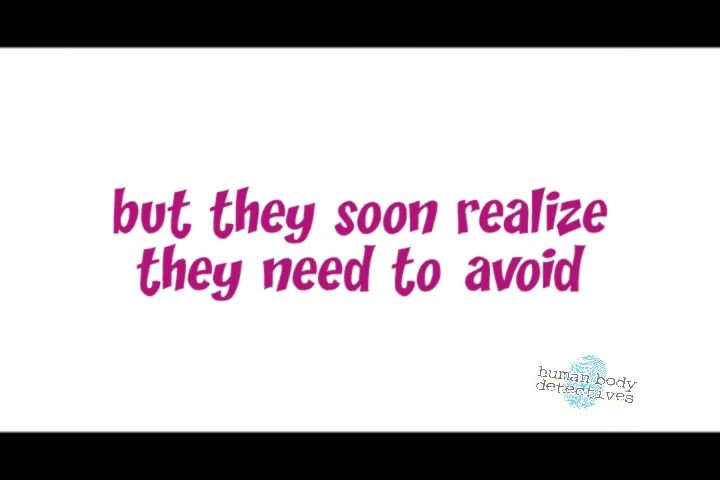 but they soon realize
they need to avoid
human body
detectives